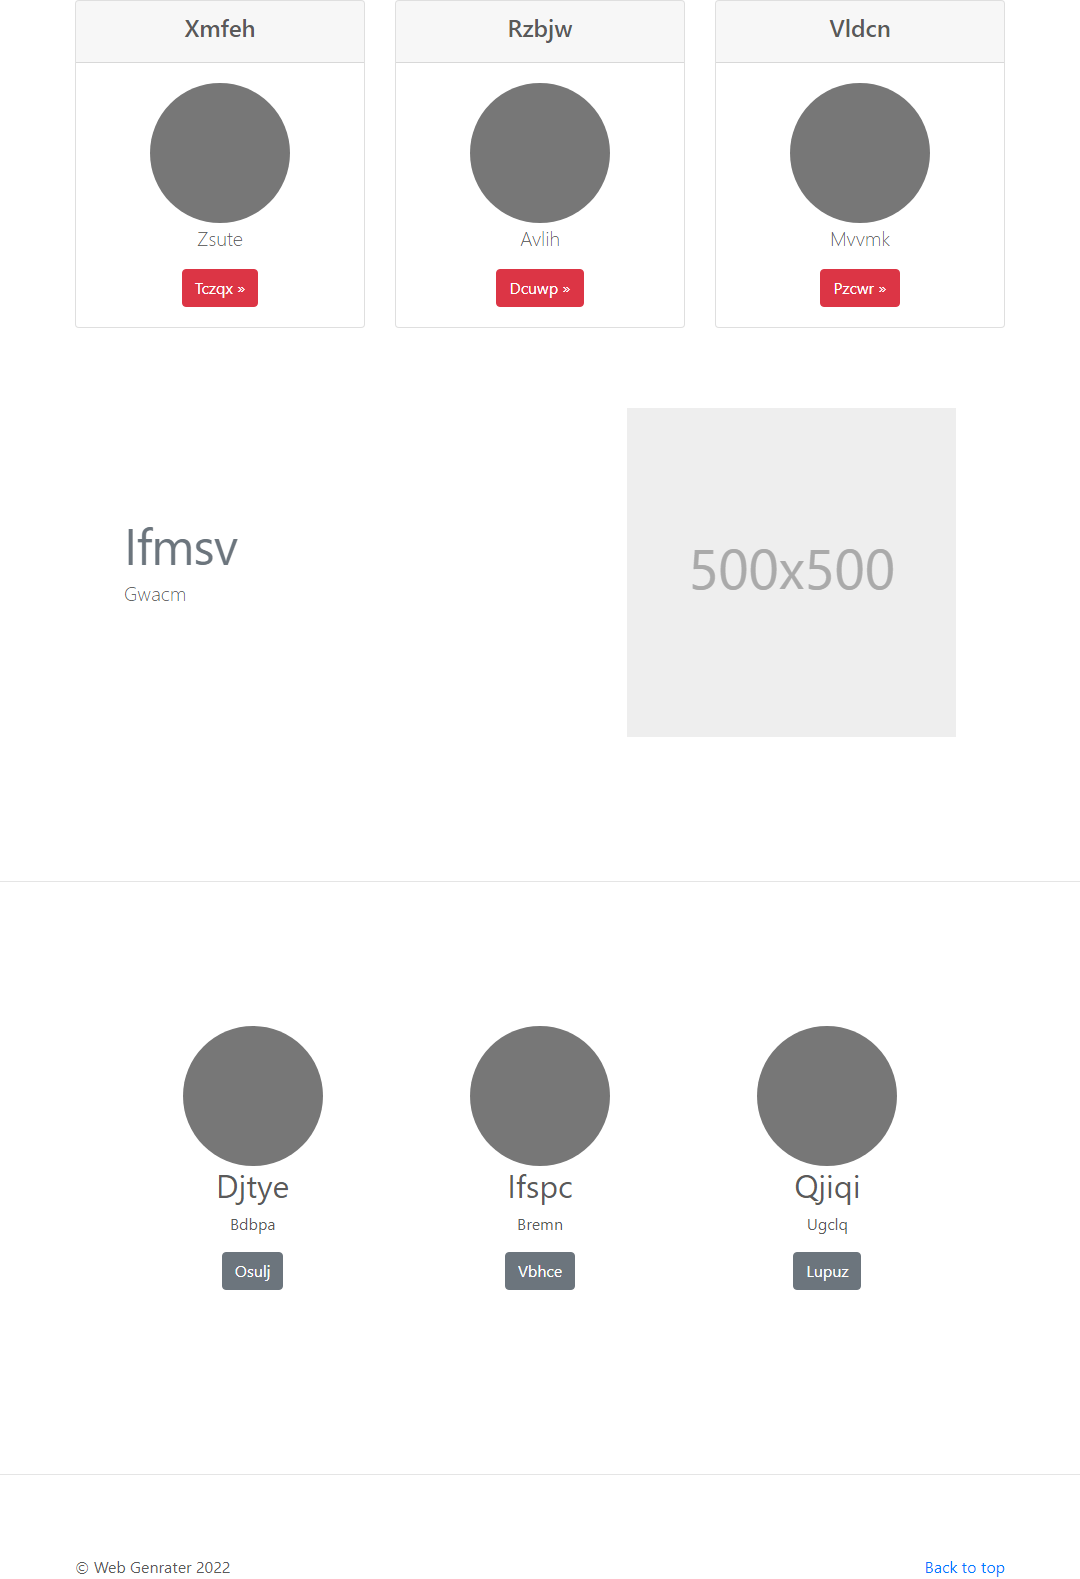 Xmfeh
Rzbjw
Vldcn
Zsute
Avlih
Mvvmk
Tczqx »
Dcuwp »
Pzcwr »
Ifmsv
Gwacm
500x500
Djtye
Ifspc
Qjiqi
Bdbpa
Bremn
Ugclq
Osulj
Vbhce
Lupuz
© Web Genrater 2022
Back to top